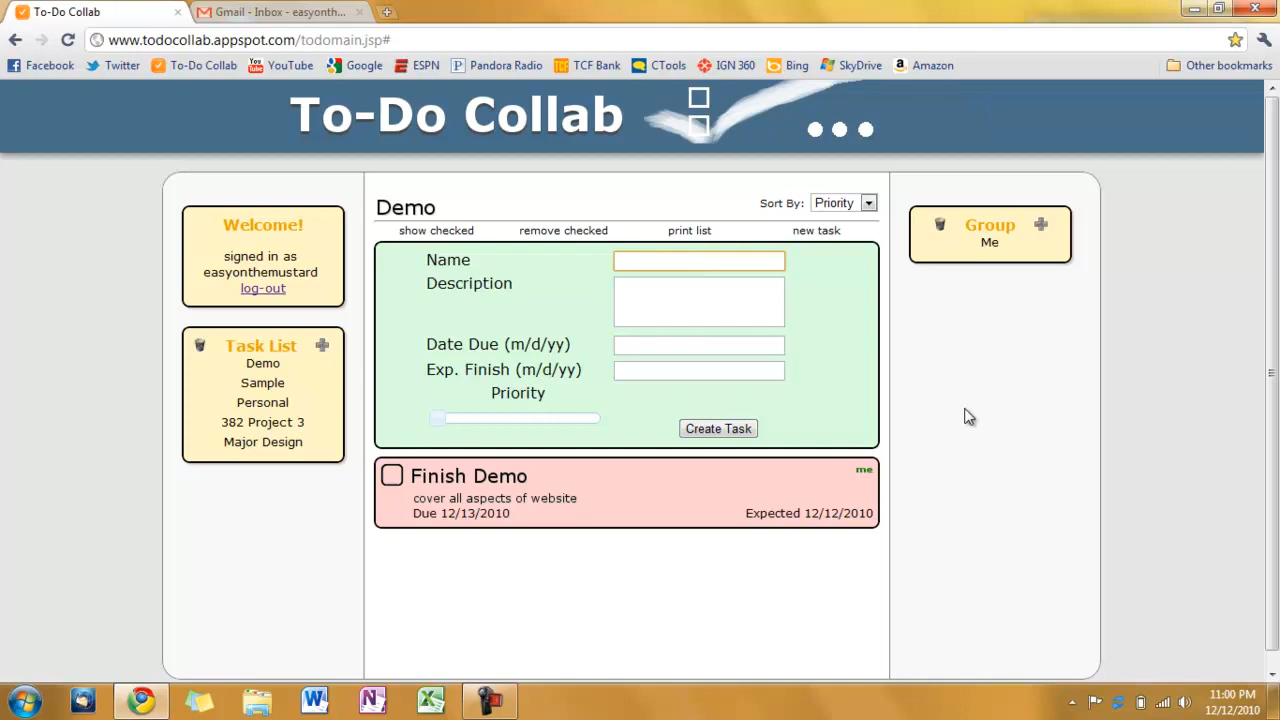 To-Do Collab
Gmail - Inbox - easyonth...
www.todocollab.appspot.com/todomain.jsp#
Facebook Twitter To-Do Collab YouTube Google ESPN Pandora Radio TCF Bank CTools IGN 360 Bing SkyDrive Amazon Other bookmarks
To-Do Collab
Welcome!
signed in as
easyonthemustard
log-out
Task List
Demo
Sample
Personal
382 Project 3
Major Design
Demo
Sort By: Priority
show checked remove checked print list new task
Name
Description
Date Due (m/d/yy)
Exp. Finish (m/d/yy)
Priority
Create Task
Finish Demo me
cover all aspects of website
Due 12/13/2010 Expected 12/12/2010
Group
Me
11:00 PM
12/12/2010